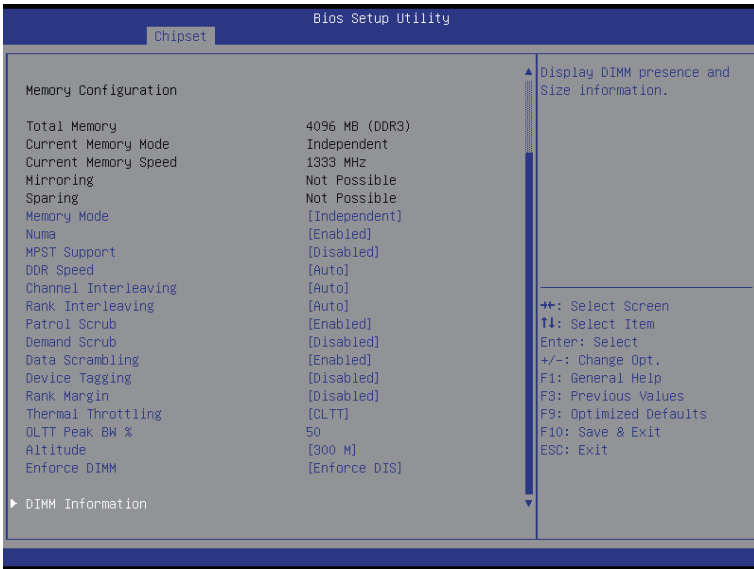 Bios Setup Utility
Chipset
Memory Configuration
Total Memory 4096 MB (DDR3)
Current Memory Mode Independent
Current Memory Speed 1333 MHz
Mirroring Not Possible
Sparing Not Possible
Memory Mode [Independent]
Numa [Enabled]
MPST Support [Disabled]
DDR Speed [Auto]
Channel Interleaving [Auto]
Rank Interleaving [Auto]
Patrol Scrub [Enabled]
Demand Scrub [Disabled]
Data Scrambling [Enabled]
Device Tagging [Disabled]
Rank Margin [Disabled]
Thermal Throttling [CLTT]
OLTT Peak BW % 50
Altitude [300 M]
Enforce DIMM [Enforce DIS]
DIMM Information
Display DIMM presence and
Size information.
→←: Select Screen
↑↓: Select Item
Enter: Select
+/-: Change Opt.
F1: General Help
F3: Previous Values
F9: Optimized Defaults
F10: Save & Exit
ESC: Exit